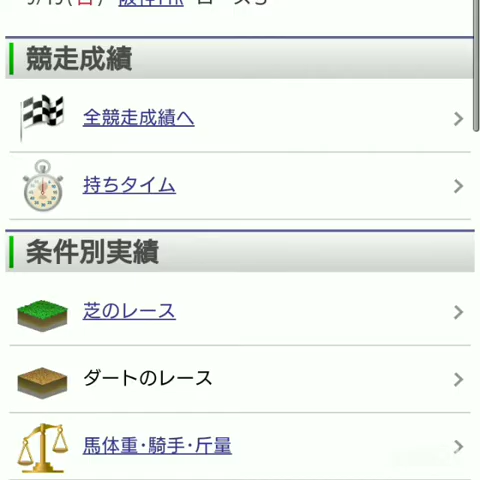 競走成績
全競走成績へ
持ちタイム
条件別実績
芝のレース
ダートのレース
馬体重・騎手・斤量